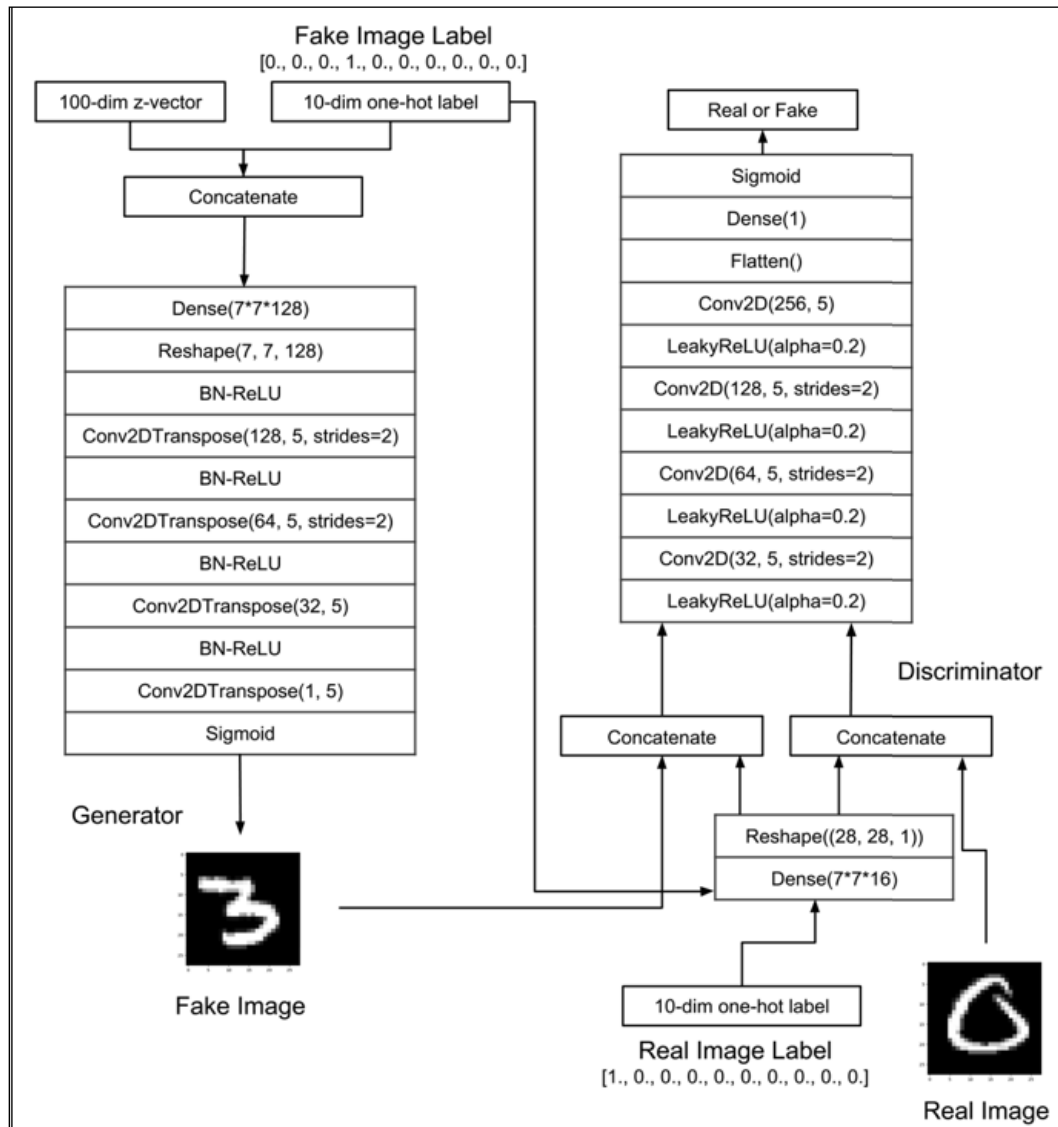 Fake Image Label
[0., 0., 0., 1., 0., 0., 0., 0., 0., 0.]
100-dim z-vector
10-dim one-hot label
Concatenate
Dense(7*7*128)
Reshape(7, 7, 128)
BN-ReLU
Conv2DTranspose(128, 5, strides=2)
BN-ReLU
Conv2DTranspose(64, 5, strides=2)
BN-ReLU
Conv2DTranspose(32, 5)
BN-ReLU
Conv2DTranspose(1, 5)
Sigmoid
Generator
Fake Image
Real or Fake
Sigmoid
Dense(1)
Flatten()
Conv2D(256, 5)
LeakyReLU(alpha=0.2)
Conv2D(128, 5, strides=2)
LeakyReLU(alpha=0.2)
Conv2D(64, 5, strides=2)
LeakyReLU(alpha=0.2)
Conv2D(32, 5, strides=2)
LeakyReLU(alpha=0.2)
Discriminator
Concatenate
Concatenate
Reshape((28, 28, 1))
Dense(7*7*16)
10-dim one-hot label
Real Image Label
[1., 0., 0., 0., 0., 0., 0., 0., 0., 0.]
Real Image